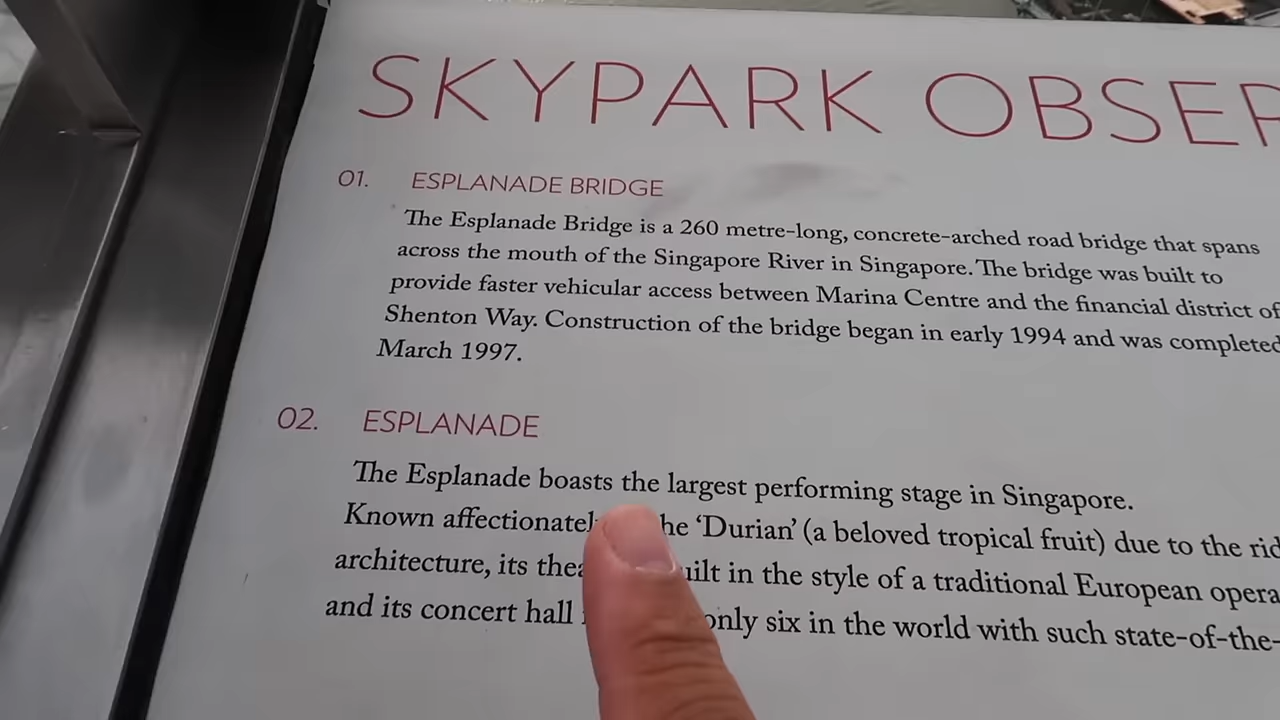 SKYPARK OBSER
01. ESPLANADE BRIDGE
The Esplanade Bridge is a 260 metre-long, concrete-arched road bridge that spans
across the mouth of the Singapore River in Singapore. The bridge was built to
provide faster vehicular access between Marina Centre and the financial district of
Shenton Way. Construction of the bridge began in early 1994 and was completed
March 1997.
02. ESPLANADE
The Esplanade boasts the largest performing stage in Singapore.
Known ‘Durian’ (a beloved tropical fruit) due to the
architecture, its in the style of a traditional European opera
and its concert hall only six in the world with such state-of-the-